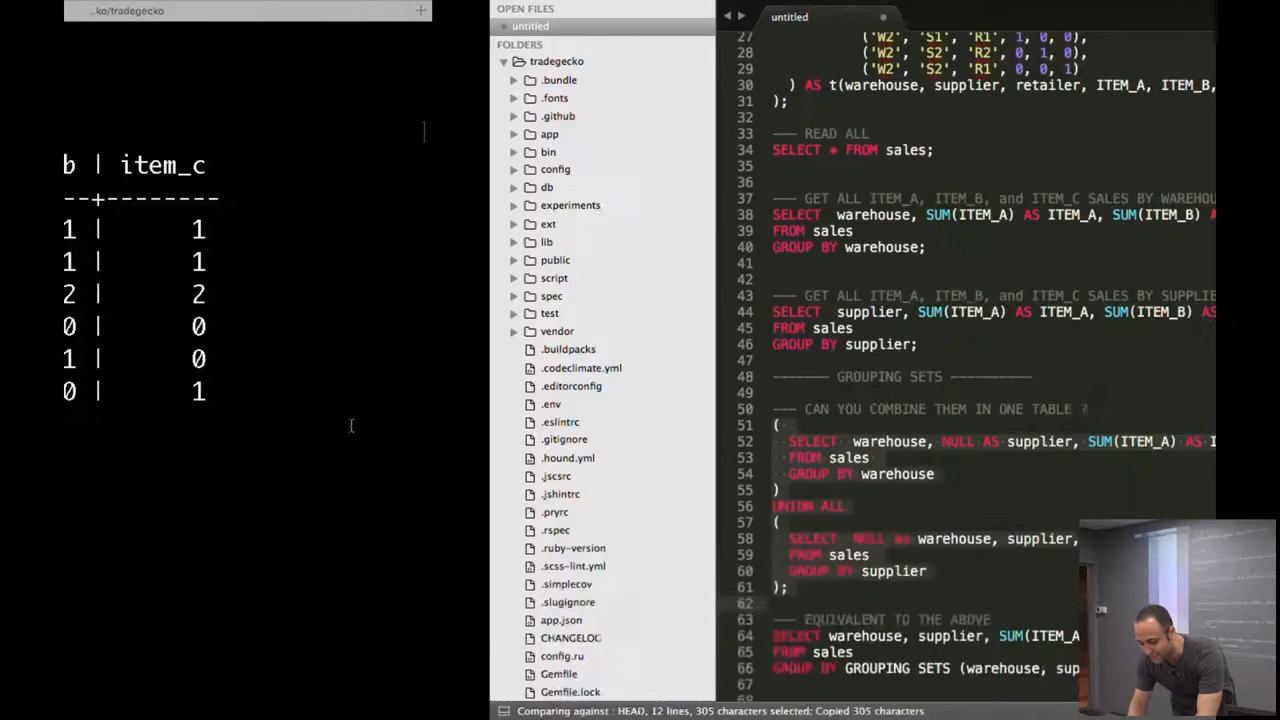 ..ko/tradegecko +
b | item_c
--+--------
1 | 1
1 | 1
2 | 2
0 | 0
1 | 0
0 | 1
OPEN FILES
untitled
FOLDERS
tradegecko
.bundle
.fonts
.github
app
bin
config
db
experiments
ext
lib
public
script
spec
test
vendor
.buildpacks
.codeclimate.yml
.editorconfig
.env
.eslintrc
.gitignore
.hound.yml
.jscsrc
.jshintrc
.pryrc
.rspec
.ruby-version
.scss-lint.yml
.simplecov
.slugignore
app.json
CHANGELOG
config.ru
Gemfile
Gemfile.lock
untitled
27 ('W2', 'S1', 'R1', 1, 0, 0),
28 ('W2', 'S2', 'R2', 0, 1, 0),
29 ('W2', 'S2', 'R1', 0, 0, 1)
30 ) AS t(warehouse, supplier, retailer, ITEM_A, ITEM_B,
31 );
32
33 --- READ ALL
34 SELECT * FROM sales;
35
36
37 --- GET ALL ITEM_A, ITEM_B, and ITEM_C SALES BY WAREHOU
38 SELECT warehouse, SUM(ITEM_A) AS ITEM_A, SUM(ITEM_B) A
39 FROM sales
40 GROUP BY warehouse;
41
42
43 --- GET ALL ITEM_A, ITEM_B, and ITEM_C SALES BY SUPPLIE
44 SELECT supplier, SUM(ITEM_A) AS ITEM_A, SUM(ITEM_B) AS
45 FROM sales
46 GROUP BY supplier;
47
48 ------- GROUPING SETS ----------
49
50 --- CAN YOU COMBINE THEM IN ONE TABLE ?
51 (
52 SELECT warehouse, NULL AS supplier, SUM(ITEM_A) AS I
53 FROM sales
54 GROUP BY warehouse
55 )
56 UNION ALL
57 (
58 SELECT NULL as warehouse, supplier,
59 FROM sales
60 GROUP BY supplier
61 );
62
63 --- EQUIVALENT TO THE ABOVE
64 SELECT warehouse, supplier, SUM(ITEM_A
65 FROM sales
66 GROUP BY GROUPING SETS (warehouse, sup
67
68
Comparing against : HEAD, 12 lines, 305 characters selected; Copied 305 characters